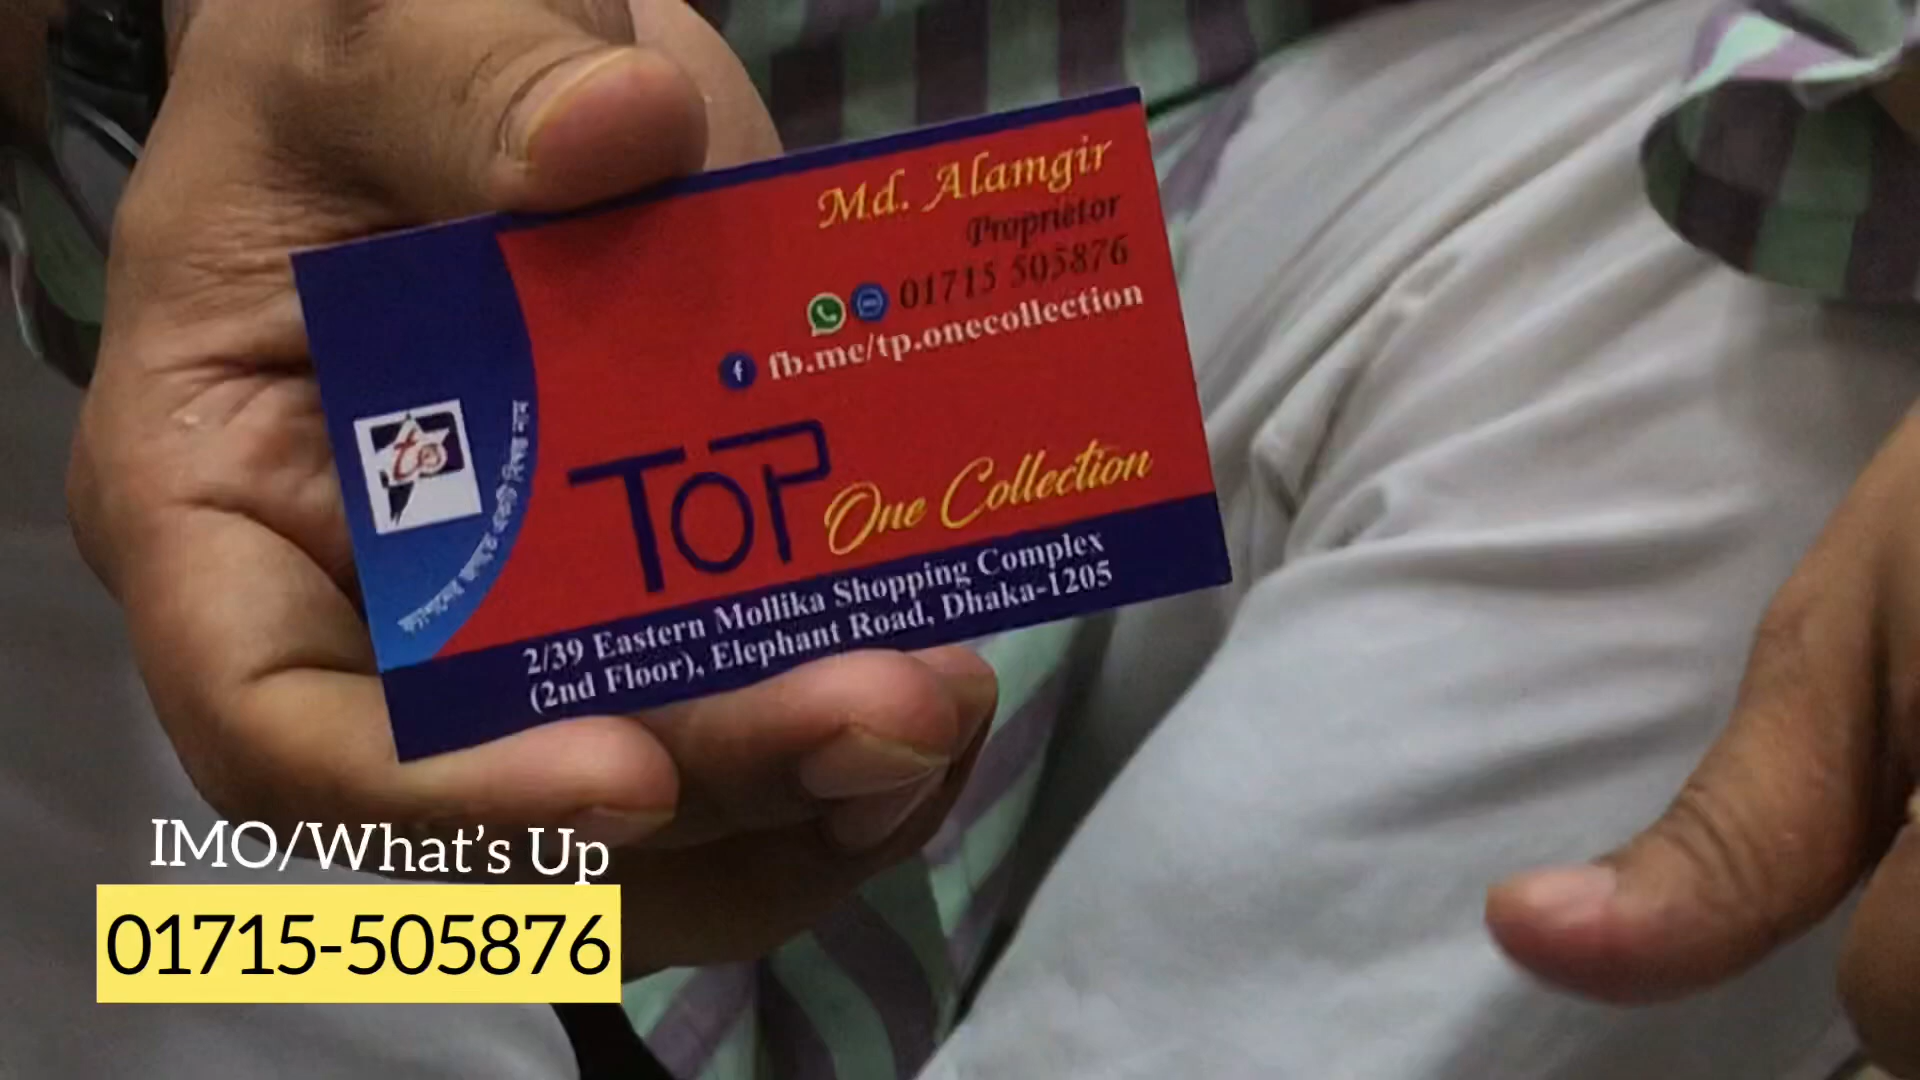 Md. Alamgir
Proprietor
01715 505876
fb.me/tp.onecollection
TOP One Collection
2/39 Eastern Mollika Shopping Complex
(2nd Floor), Elephant Road, Dhaka-1205
IMO/What's Up
01715-505876